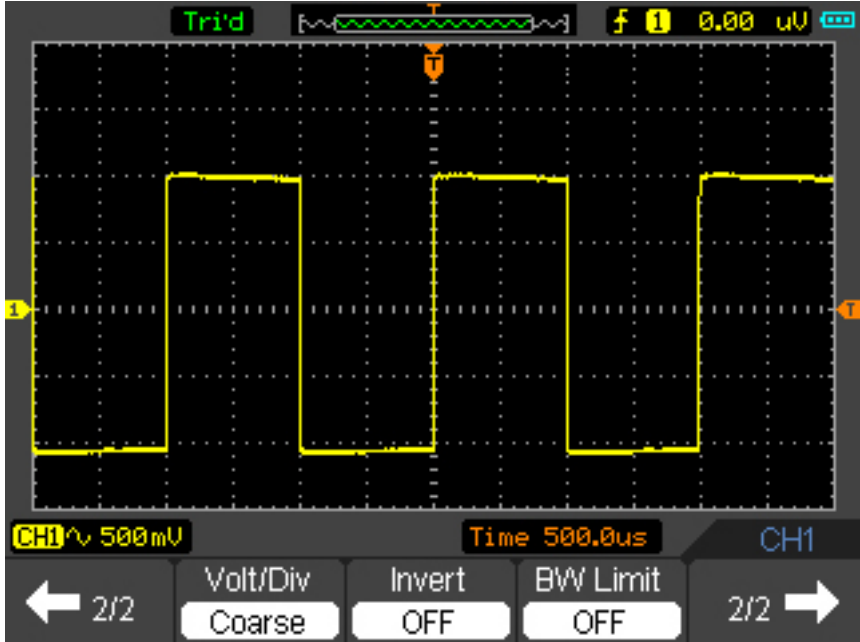 Tri'd T 1 0.00 uV
T
1 T
CH1 500mV Time 500.0us CH1
2/2 Volt/Div Invert BW Limit 2/2
Coarse OFF OFF